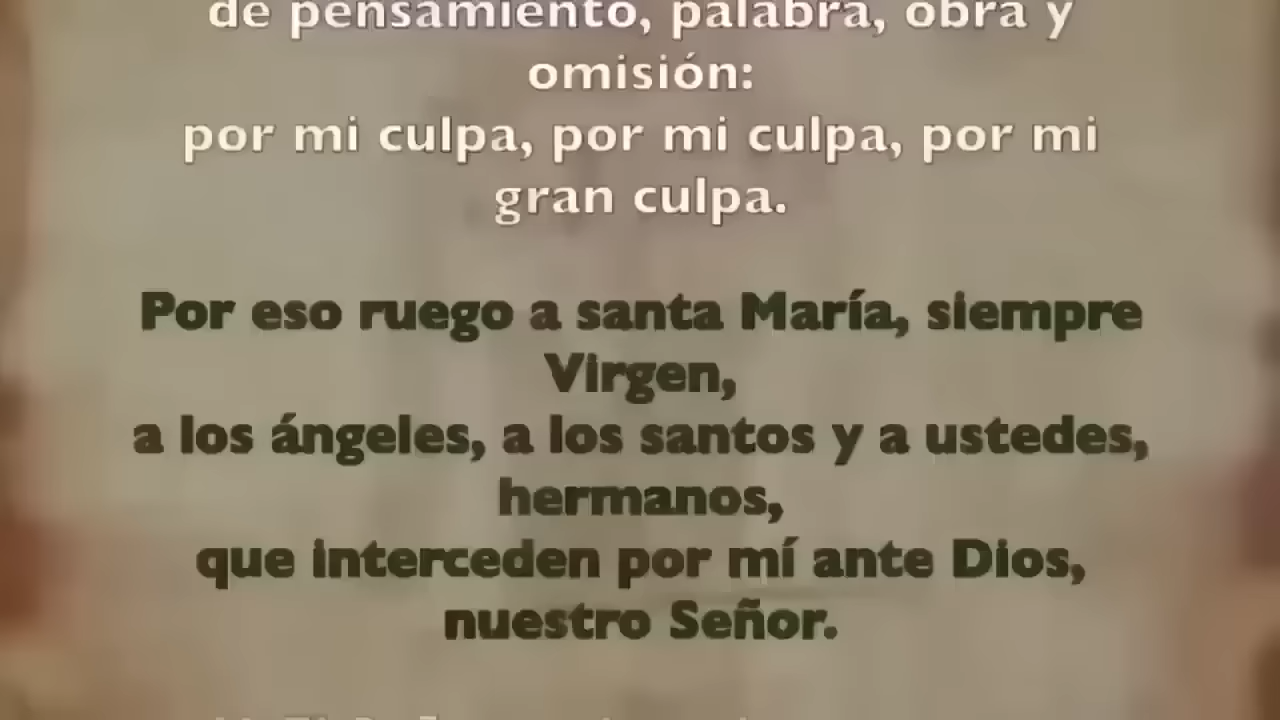 de pensamiento, palabra, obra y
omisión:
por mi culpa, por mi culpa, por mi
gran culpa.
Por eso ruego a santa María, siempre
Virgen,
a los ángeles, a los santos y a ustedes,
hermanos,
que interceden por mí ante Dios,
nuestro Señor.